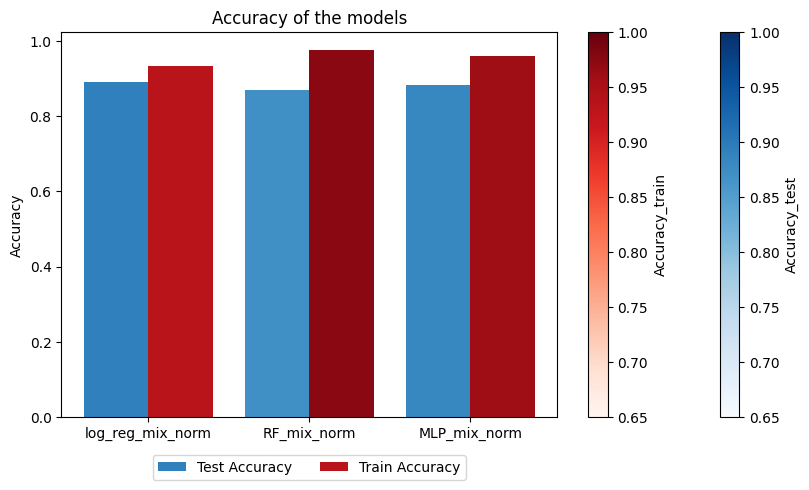 Accuracy of the models
Accuracy
1.0
0.8
0.6
0.4
0.2
0.0
log_reg_mix_norm
RF_mix_norm
MLP_mix_norm
Test Accuracy
Train Accuracy
1.00
0.95
0.90
0.85
0.80
0.75
0.70
0.65
Accuracy_train
1.00
0.95
0.90
0.85
0.80
0.75
0.70
0.65
Accuracy_test